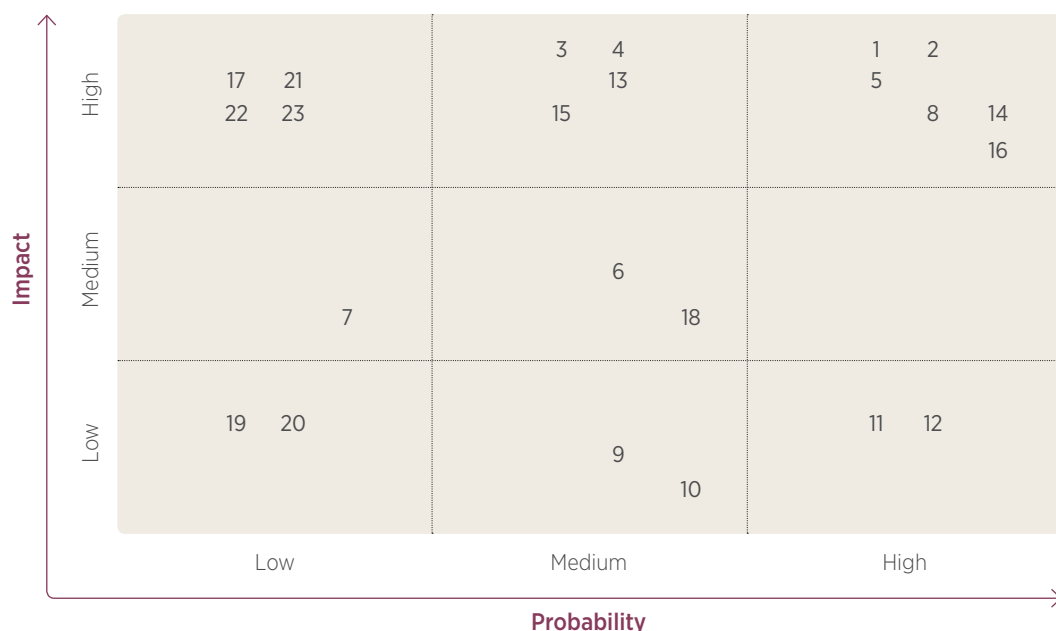 3 4 1 2
17 21 13 5
22 23 15 8 14
16
High
6
Medium
Impact
7 18
19 20 11 12
Low
9
10
Low Medium High
Probability